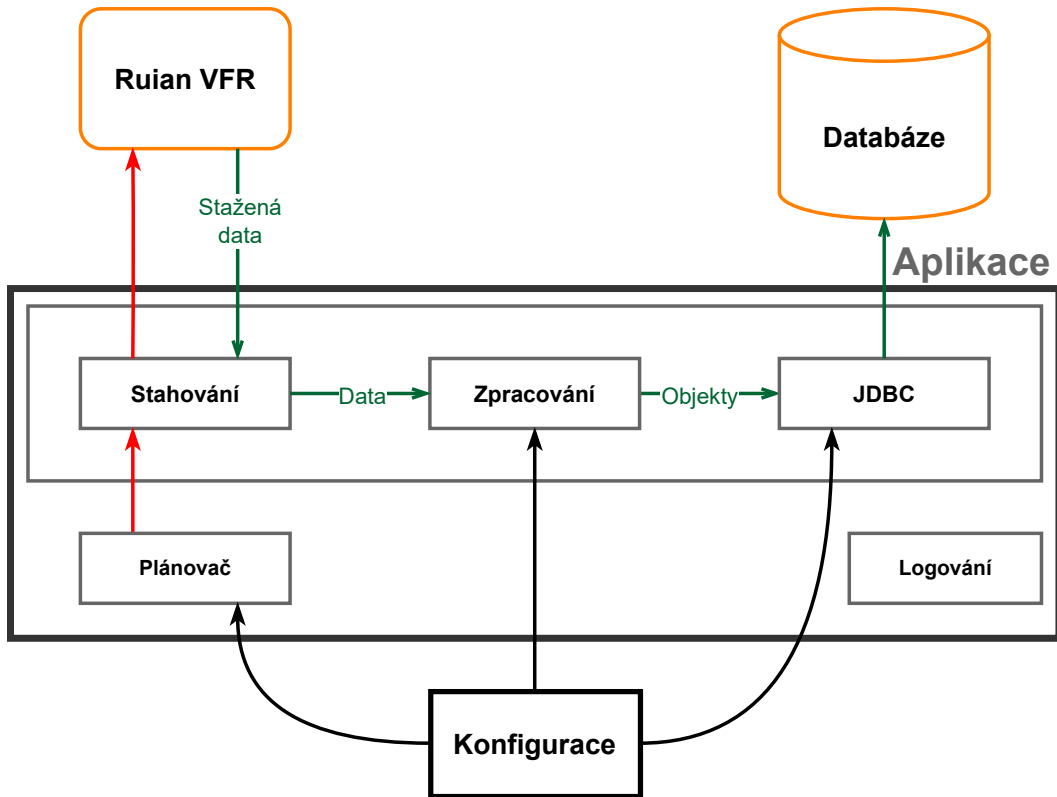 Ruian VFR
Databáze
Stažená
data
Aplikace
Stahování
Data
Zpracování
Objekty
JDBC
Plánovač
Logování
Konfigurace